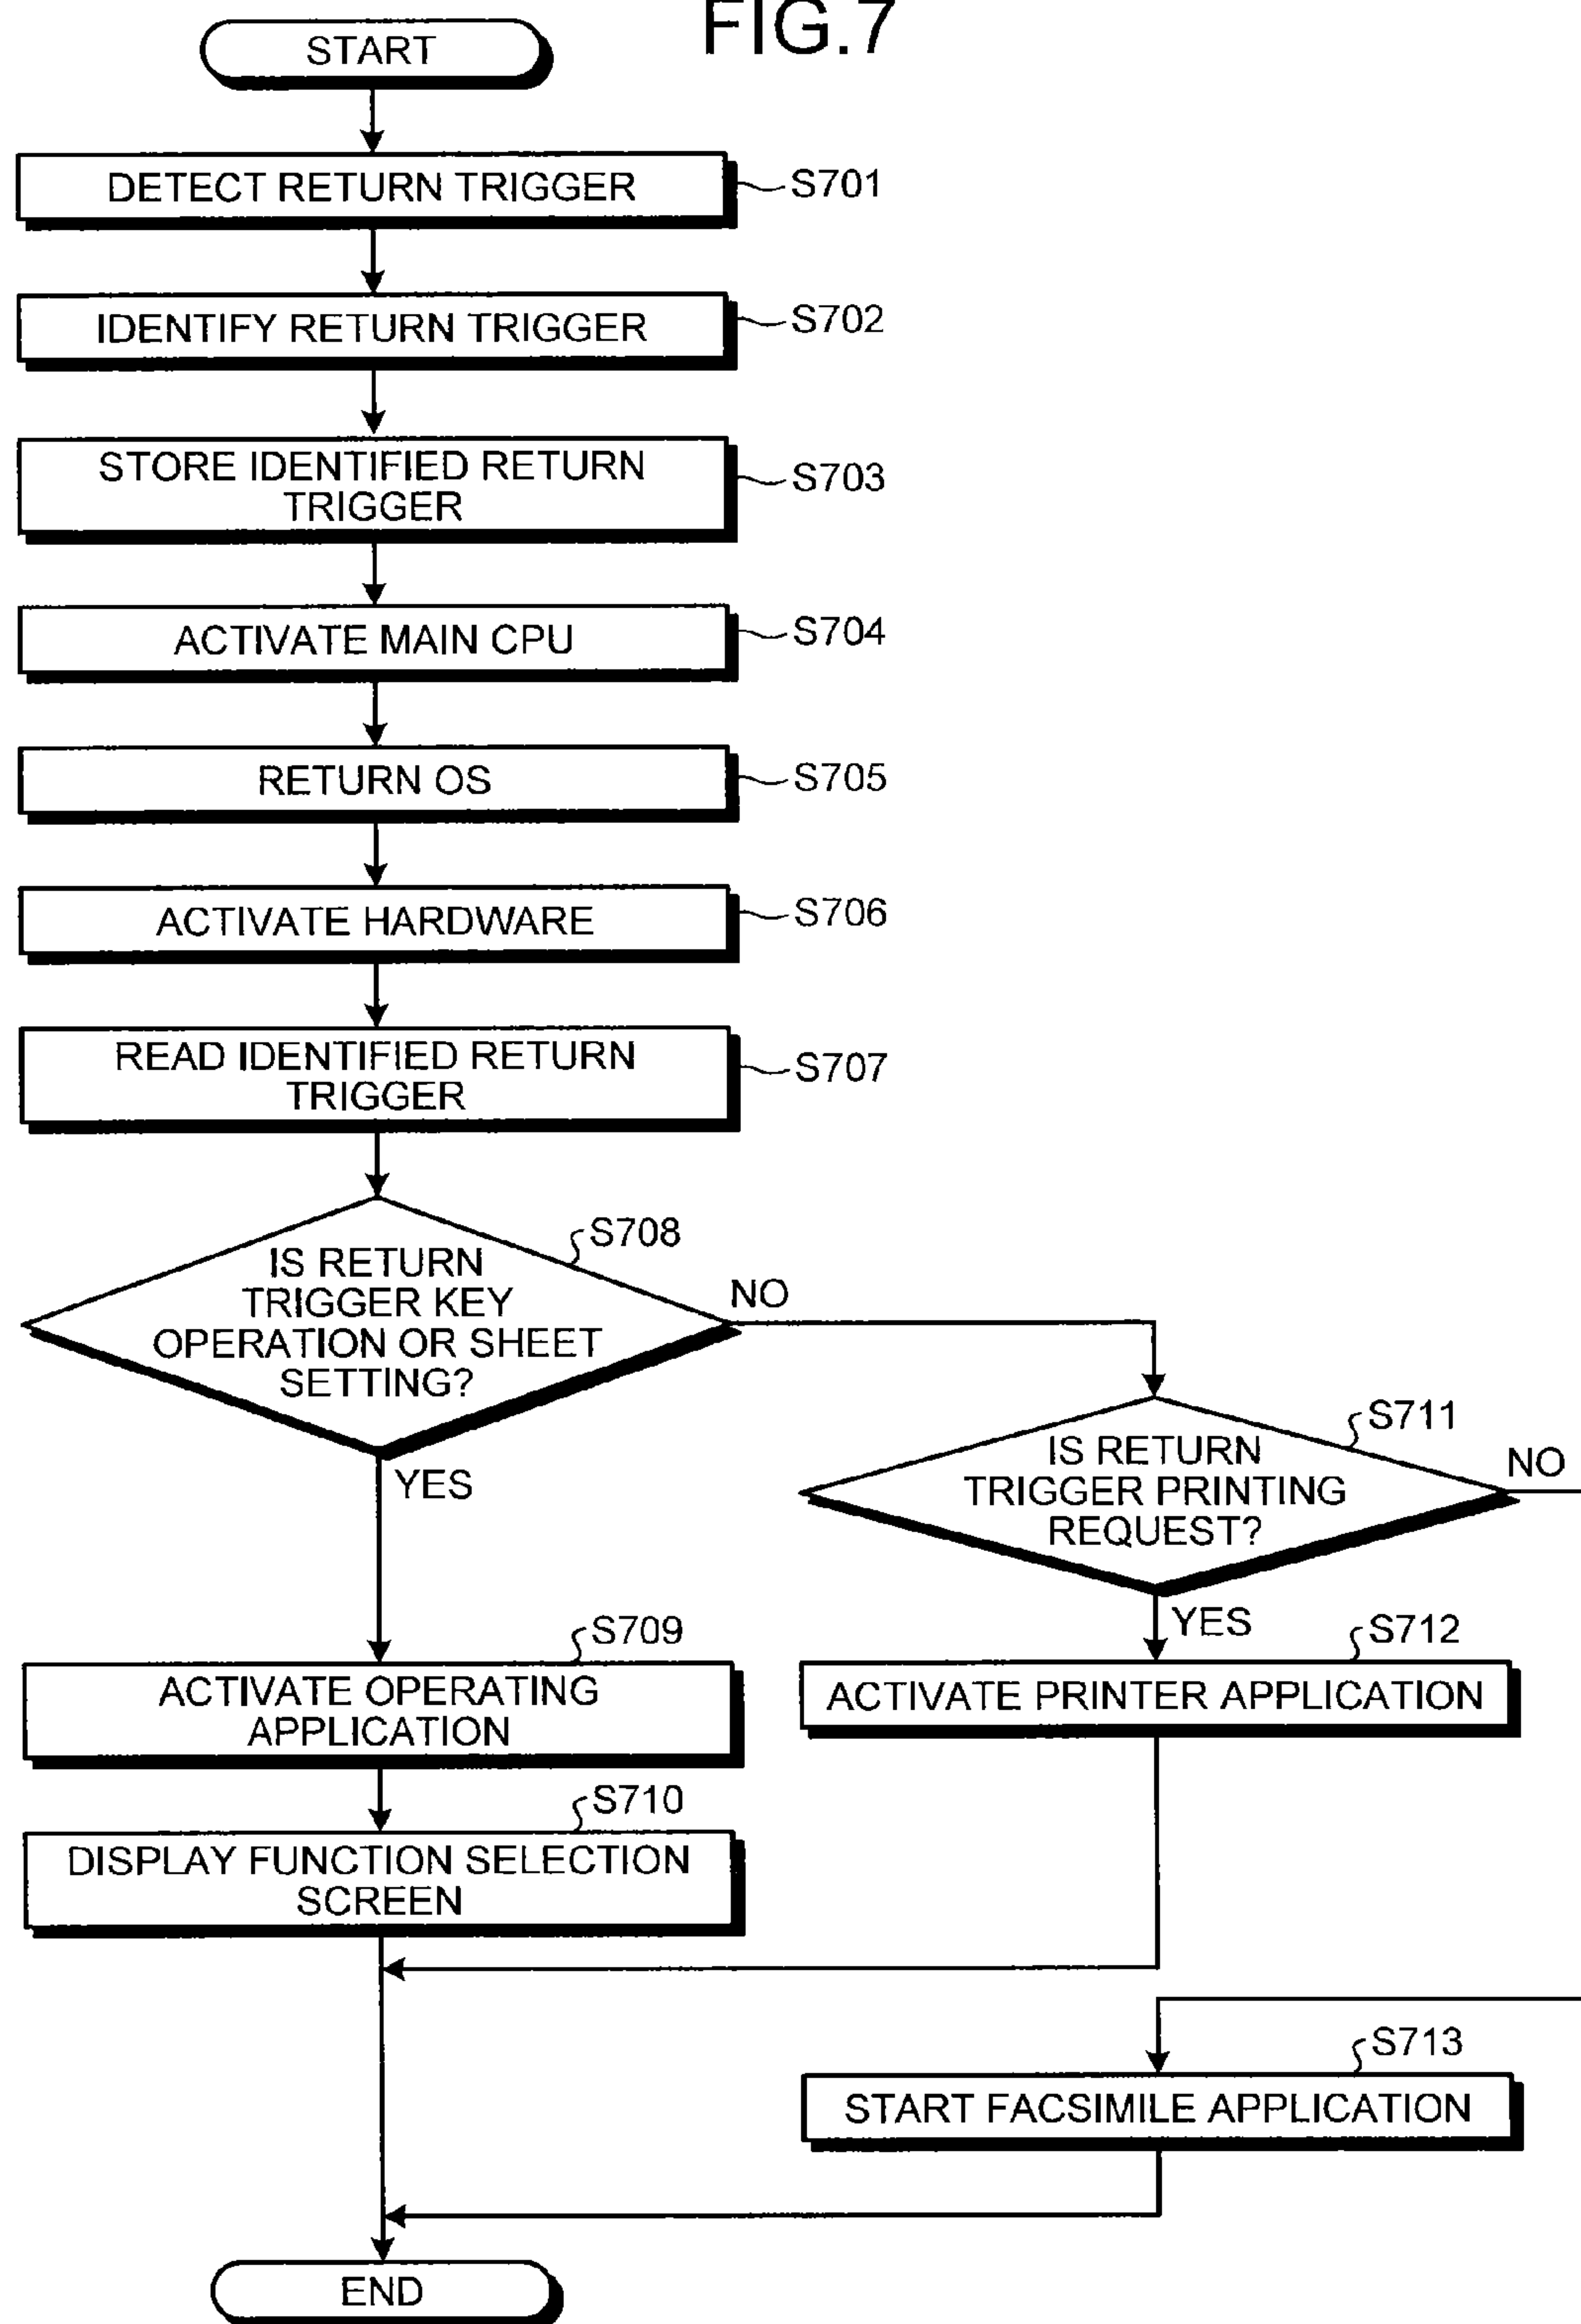 FIG.7
START
DETECT RETURN TRIGGER
S701
IDENTIFY RETURN TRIGGER
S702
STORE IDENTIFIED RETURN
TRIGGER
S703
ACTIVATE MAIN CPU
S704
RETURN OS
S705
ACTIVATE HARDWARE
S706
READ IDENTIFIED RETURN
TRIGGER
S707
S708
IS RETURN
TRIGGER KEY
OPERATION OR SHEET
SETTING?
NO
YES
S711
IS RETURN
TRIGGER PRINTING
REQUEST?
NO
YES
S709
ACTIVATE OPERATING
APPLICATION
S712
ACTIVATE PRINTER APPLICATION
S710
DISPLAY FUNCTION SELECTION
SCREEN
S713
START FACSIMILE APPLICATION
END